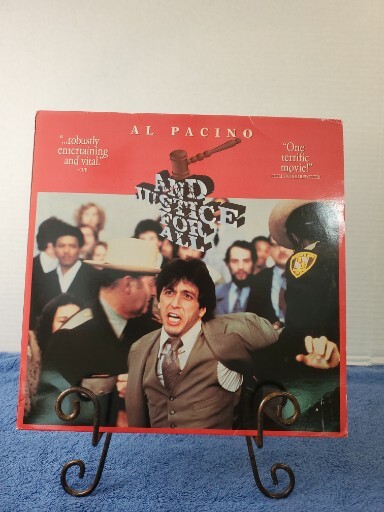 AL PACINO
"...robustly
entertaining
and vital."
"One
terrific
movie!"
AND
JUSTICE
FOR
ALL